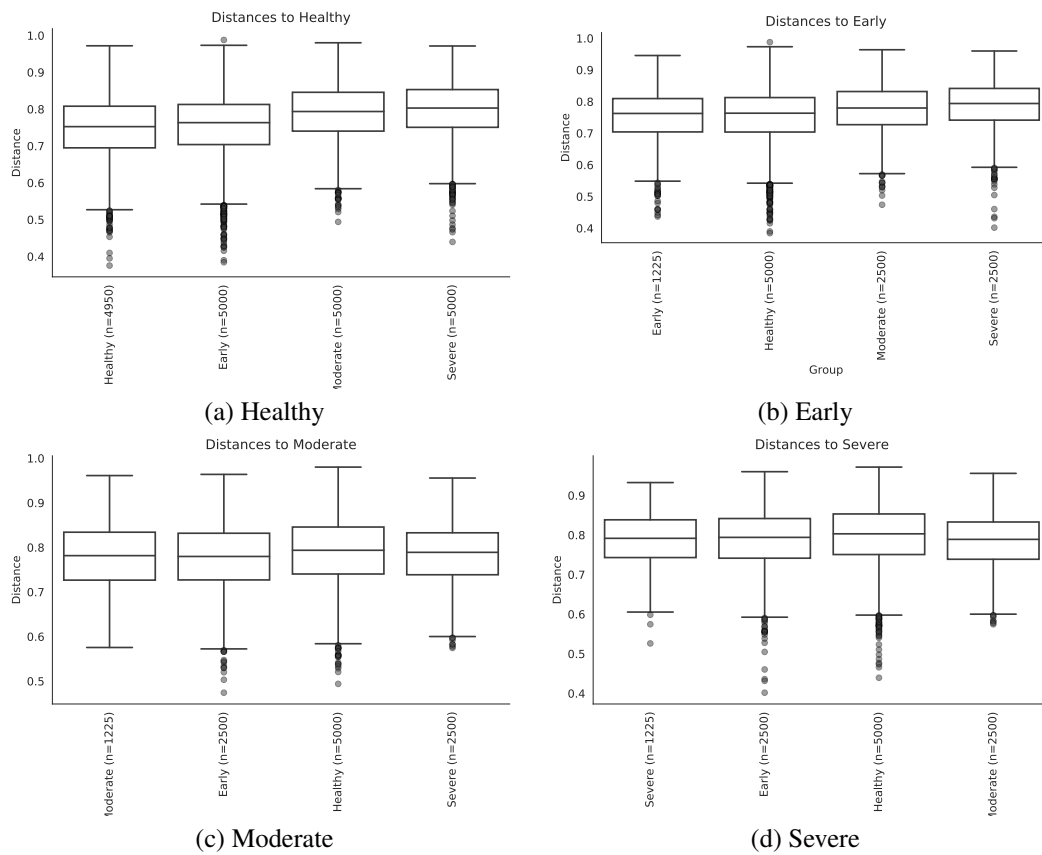 Distances to Healthy
1.0
0.9
0.8
0.7
0.6
0.5
0.4
Distance
Healthy (n=4950)
Early (n=5000)
Moderate (n=5000)
Severe (n=5000)
(a) Healthy
Distances to Early
1.0
0.9
0.8
0.7
0.6
0.5
0.4
Distance
Early (n=1225)
Healthy (n=5000)
Moderate (n=2500)
Severe (n=2500)
Group
(b) Early
Distances to Moderate
1.0
0.9
0.8
0.7
0.6
0.5
Distance
Moderate (n=1225)
Early (n=2500)
Healthy (n=5000)
Severe (n=2500)
(c) Moderate
Distances to Severe
0.9
0.8
0.7
0.6
0.5
0.4
Distance
Severe (n=1225)
Early (n=2500)
Healthy (n=5000)
Moderate (n=2500)
(d) Severe